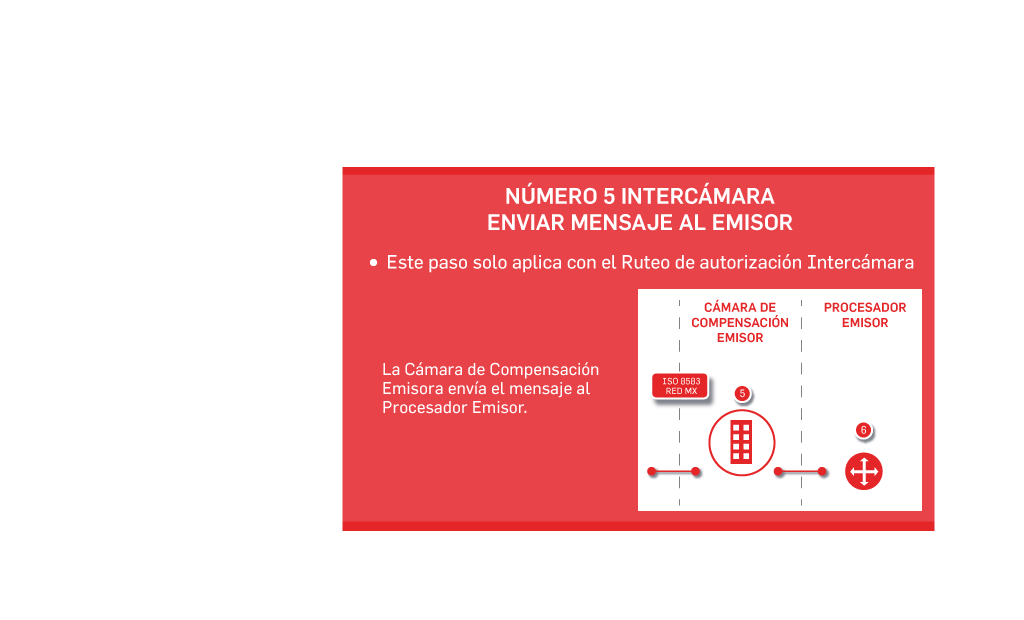 NÚMERO 5 INTERCÁMARA
ENVIAR MENSAJE AL EMISOR
• Este paso solo aplica con el Ruteo de autorización Intercámara
La Cámara de Compensación
Emisora envía el mensaje al
Procesador Emisor.
CÁMARA DE
COMPENSACIÓN
EMISOR
PROCESADOR
EMISOR
ISO 8583
RED MX
5
6